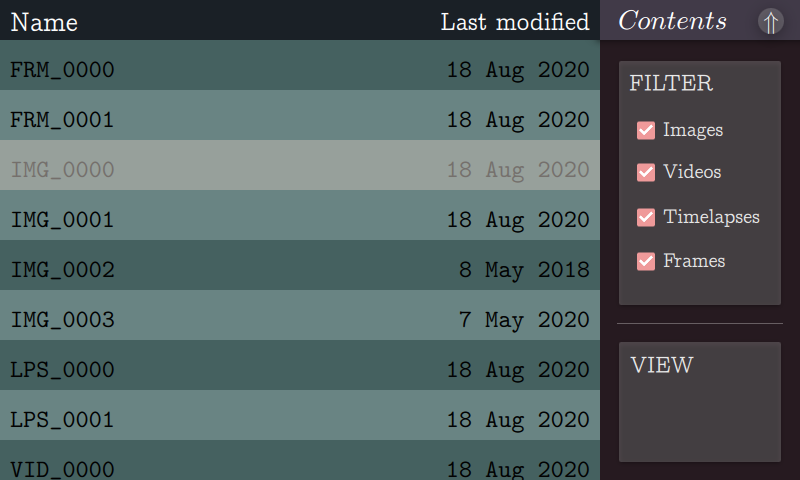 Name Last modified
FRM_0000 18 Aug 2020
FRM_0001 18 Aug 2020
IMG_0000 18 Aug 2020
IMG_0001 18 Aug 2020
IMG_0002 8 May 2018
IMG_0003 7 May 2020
LPS_0000 18 Aug 2020
LPS_0001 18 Aug 2020
VID_0000 18 Aug 2020
Contents ⇑
FILTER
Images
Videos
Timelapses
Frames
VIEW